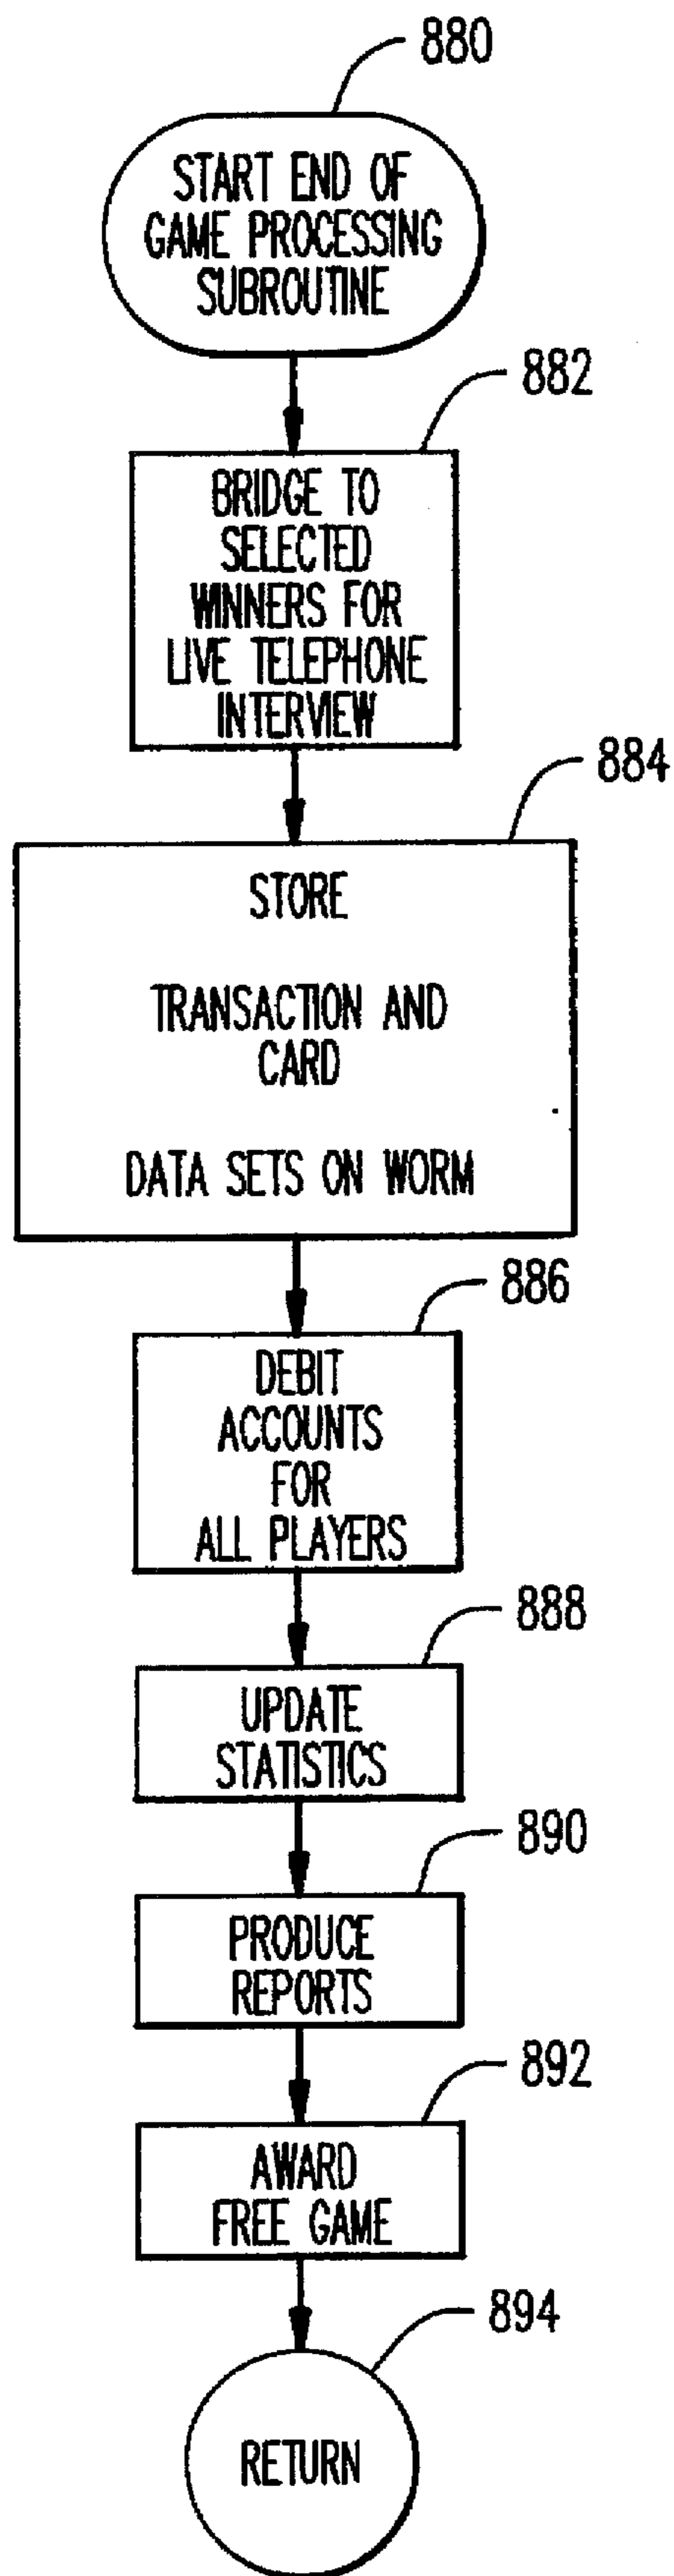 880
START END OF
GAME PROCESSING
SUBROUTINE
882
BRIDGE TO
SELECTED
WINNERS FOR
LIVE TELEPHONE
INTERVIEW
884
STORE
TRANSACTION AND
CARD
DATA SETS ON WORM
886
DEBIT
ACCOUNTS
FOR
ALL PLAYERS
888
UPDATE
STATISTICS
890
PRODUCE
REPORTS
892
AWARD
FREE GAME
894
RETURN